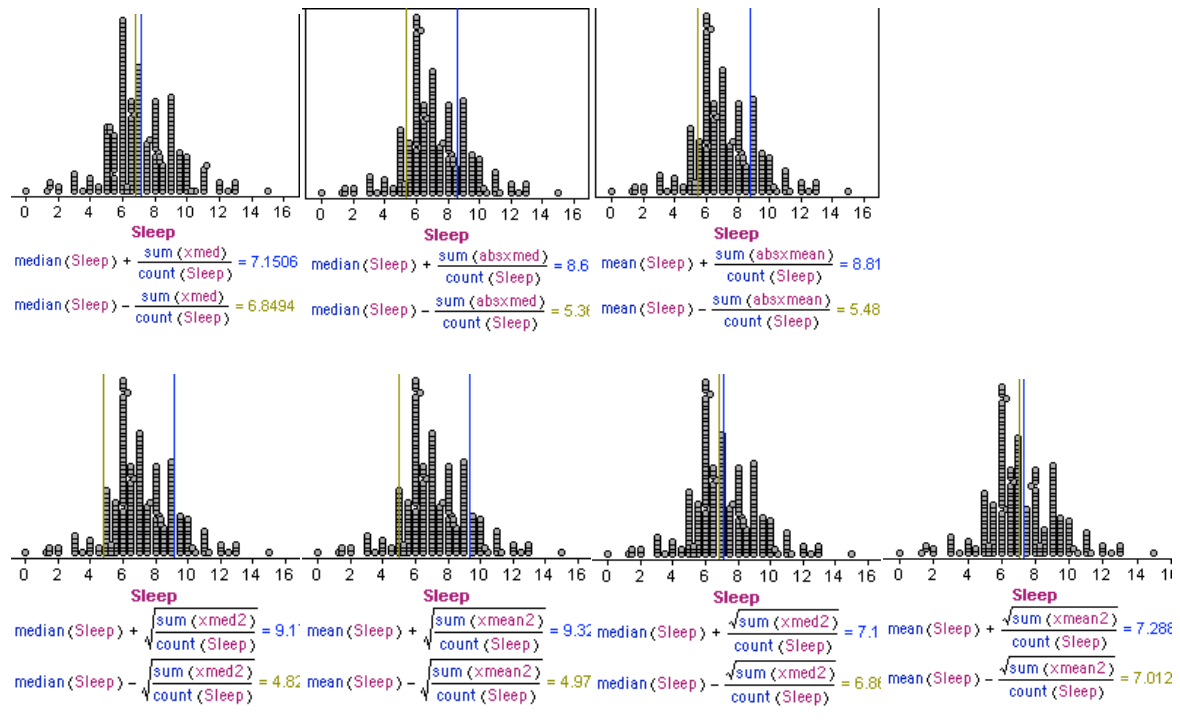 0 2 4 6 8 10 12 14 16
Sleep
median (Sleep) + sum (xmed) / count (Sleep) = 7.1506
median (Sleep) − sum (xmed) / count (Sleep) = 6.8494
0 2 4 6 8 10 12 14 16
Sleep
median (Sleep) + sum (absxmed) / count (Sleep) = 8.6
median (Sleep) − sum (absxmed) / count (Sleep) = 5.36
0 2 4 6 8 10 12 14 16
Sleep
mean (Sleep) + sum (absxmean) / count (Sleep) = 8.81
mean (Sleep) − sum (absxmean) / count (Sleep) = 5.48
0 2 4 6 8 10 12 14 16
Sleep
median (Sleep) + √(sum (xmed2) / count (Sleep)) = 9.1
median (Sleep) − √(sum (xmed2) / count (Sleep)) = 4.82
0 2 4 6 8 10 12 14 16
Sleep
mean (Sleep) + √(sum (xmean2) / count (Sleep)) = 9.32
mean (Sleep) − √(sum (xmean2) / count (Sleep)) = 4.97
0 2 4 6 8 10 12 14 16
Sleep
median (Sleep) + √sum (xmed2) / count (Sleep) = 7.1
median (Sleep) − √sum (xmed2) / count (Sleep) = 6.86
0 2 4 6 8 10 12 14 1
Sleep
mean (Sleep) + √sum (xmean2) / count (Sleep) = 7.288
mean (Sleep) − √sum (xmean2) / count (Sleep) = 7.012